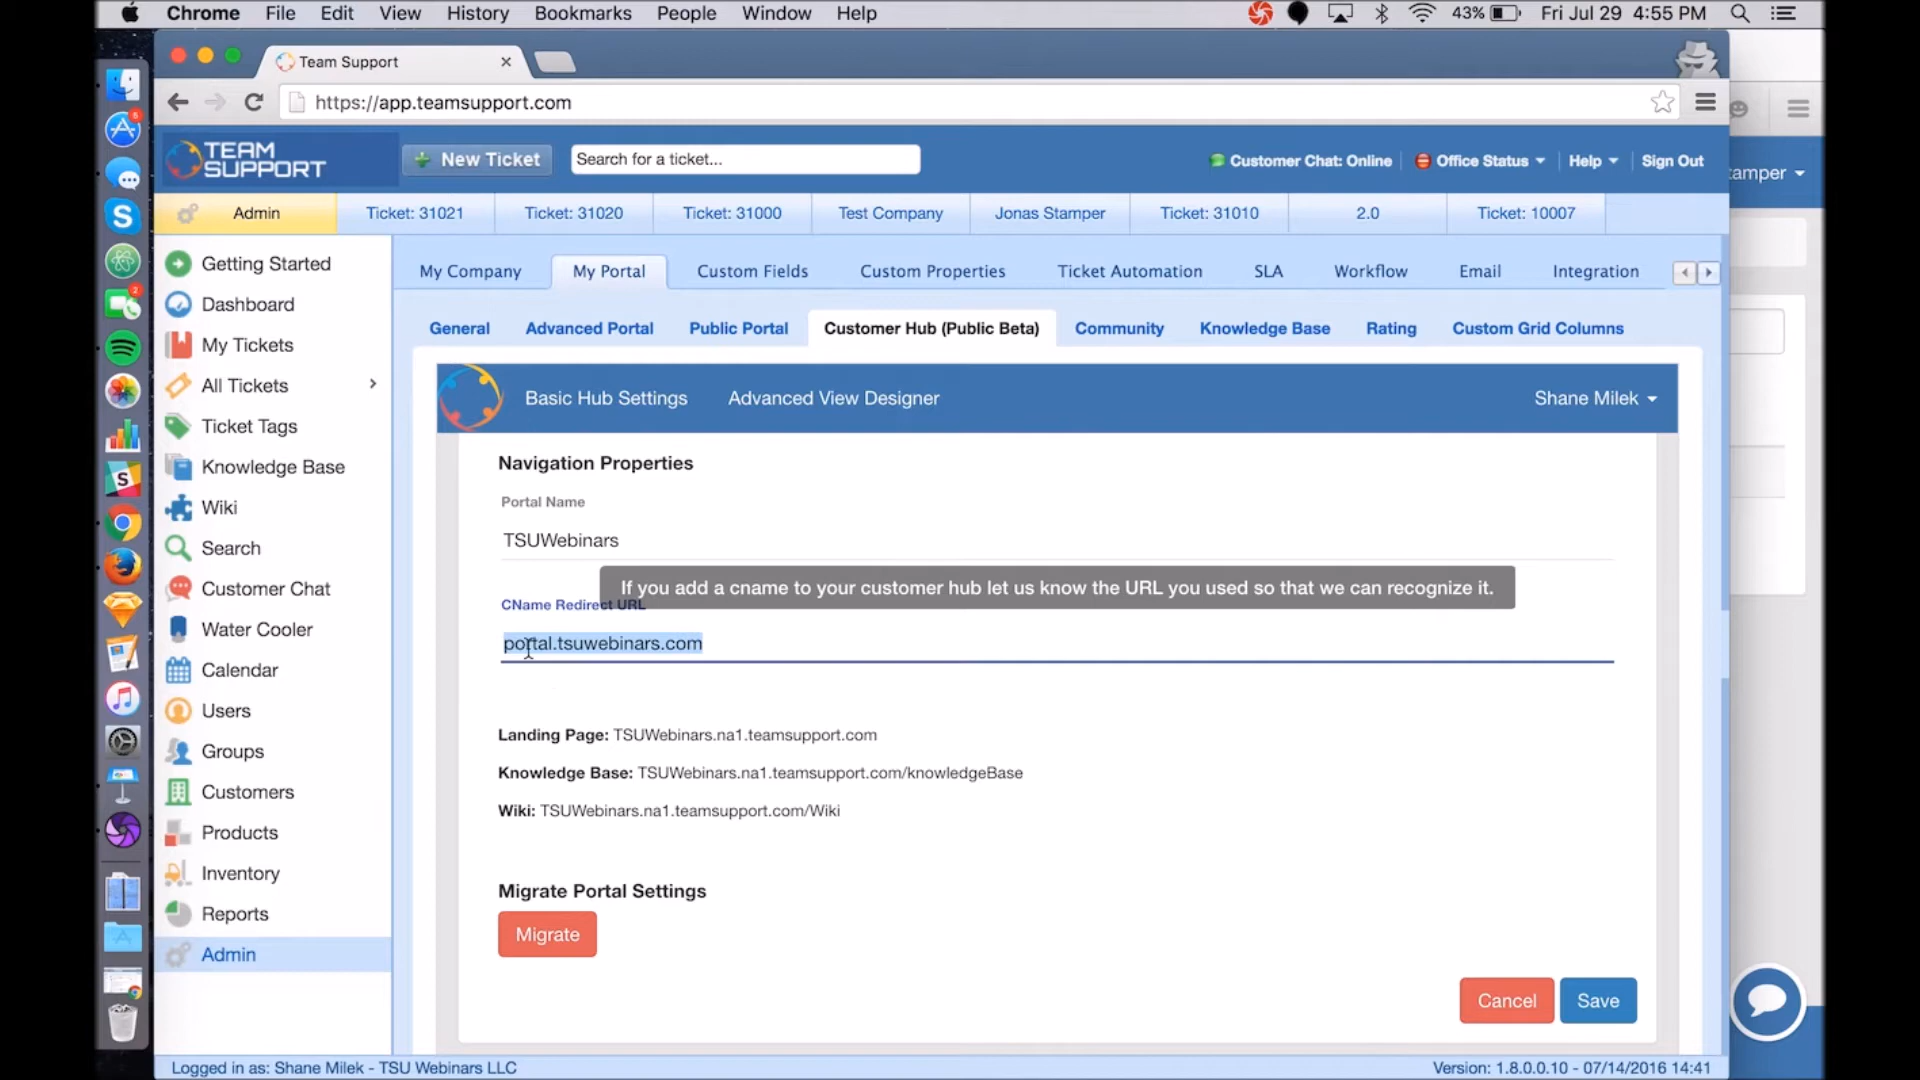 Chrome File Edit View History Bookmarks People Window Help 43% Fri Jul 29 4:55 PM
Team Support
https://app.teamsupport.com
TEAM SUPPORT
New Ticket
Search for a ticket...
Customer Chat: Online
Office Status
Help
Sign Out
tamper
Admin
Ticket: 31021
Ticket: 31020
Ticket: 31000
Test Company
Jonas Stamper
Ticket: 31010
2.0
Ticket: 10007
Getting Started
Dashboard
My Tickets
All Tickets
Ticket Tags
Knowledge Base
Wiki
Search
Customer Chat
Water Cooler
Calendar
Users
Groups
Customers
Products
Inventory
Reports
Admin
My Company
My Portal
Custom Fields
Custom Properties
Ticket Automation
SLA
Workflow
Email
Integration
General
Advanced Portal
Public Portal
Customer Hub (Public Beta)
Community
Knowledge Base
Rating
Custom Grid Columns
Basic Hub Settings
Advanced View Designer
Shane Milek
Navigation Properties
Portal Name
TSUWebinars
If you add a cname to your customer hub let us know the URL you used so that we can recognize it.
CName Redirect URL
portal.tsuwebinars.com
Landing Page: TSUWebinars.na1.teamsupport.com
Knowledge Base: TSUWebinars.na1.teamsupport.com/knowledgeBase
Wiki: TSUWebinars.na1.teamsupport.com/Wiki
Migrate Portal Settings
Migrate
Cancel
Save
Logged in as: Shane Milek - TSU Webinars LLC
Version: 1.8.0.0.10 - 07/14/2016 14:41